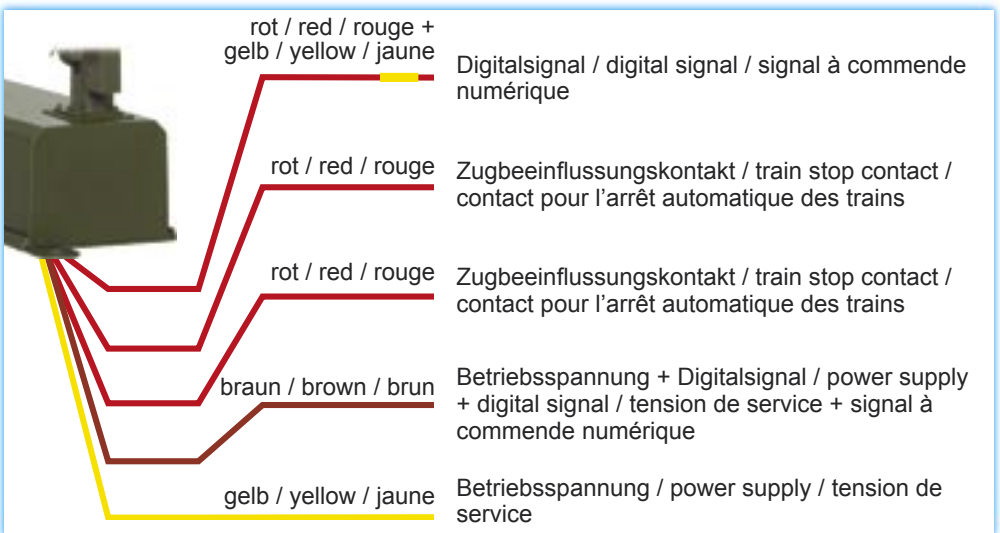 rot / red / rouge +
gelb / yellow / jaune
Digitalsignal / digital signal / signal à commende
numérique
rot / red / rouge
Zugbeeinflussungskontakt / train stop contact /
contact pour l’arrêt automatique des trains
rot / red / rouge
Zugbeeinflussungskontakt / train stop contact /
contact pour l’arrêt automatique des trains
braun / brown / brun
Betriebsspannung + Digitalsignal / power supply
+ digital signal / tension de service + signal à
commende numérique
gelb / yellow / jaune
Betriebsspannung / power supply / tension de
service